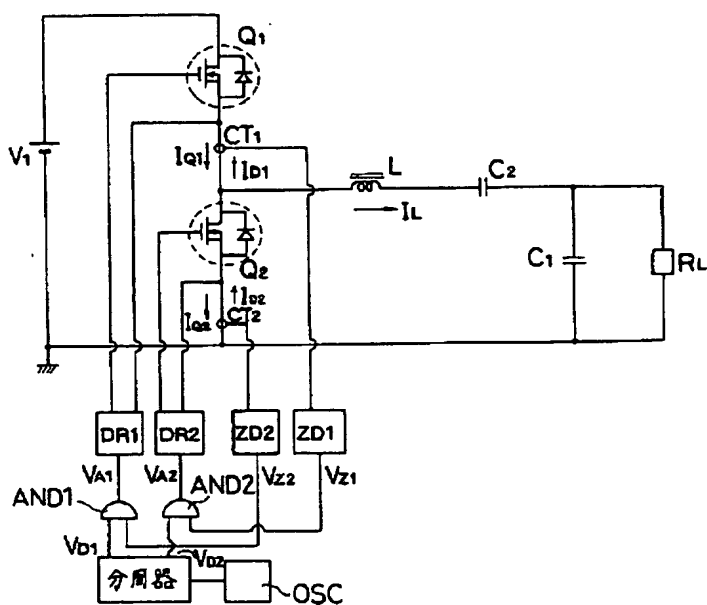 Q1
V1
CT1
IQ1
ID1
L
C2
IL
Q2
C1
RL
ID2
IQ2
CT2
DR1
DR2
ZD2
ZD1
VA1
VA2
VZ2
VZ1
AND1
AND2
VD1
VD2
分周器
OSC